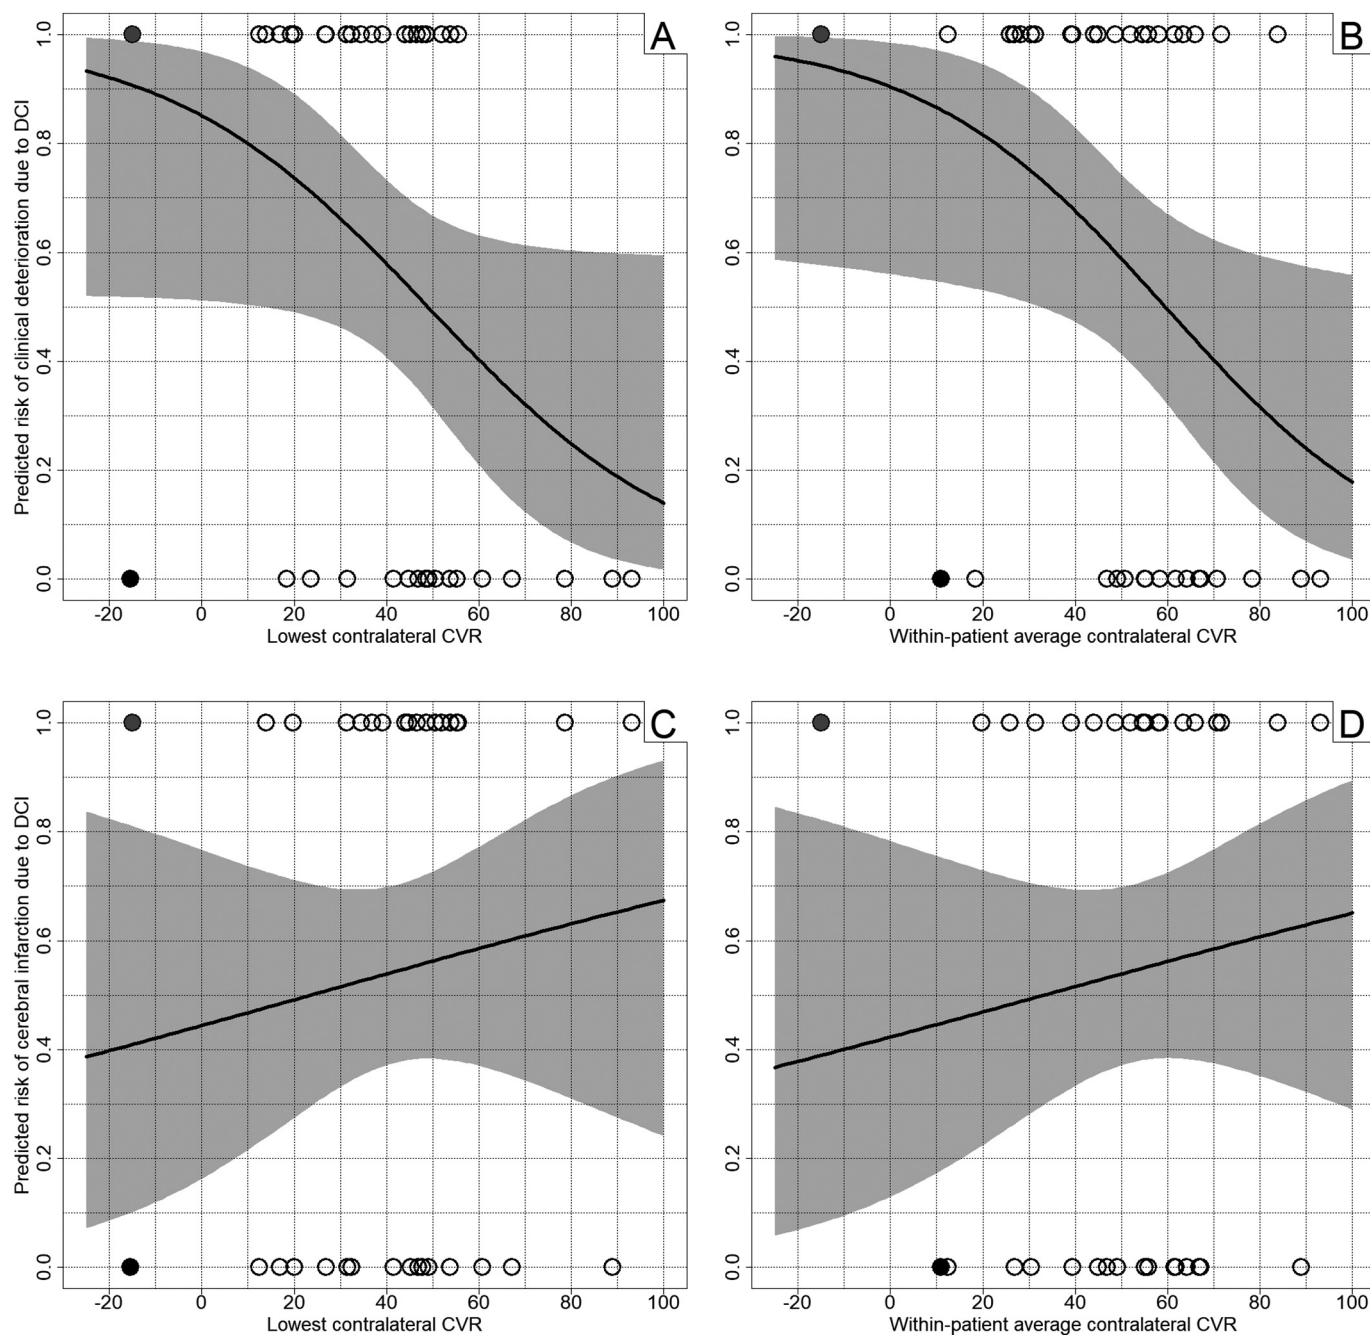 A
B
Predicted risk of clinical deterioration due to DCI
1.0
0.8
0.6
0.4
0.2
0.0
-20 0 20 40 60 80 100
Lowest contralateral CVR
-20 0 20 40 60 80 100
Within-patient average contralateral CVR
1.0
0.8
0.6
0.4
0.2
0.0
C
D
Predicted risk of cerebral infarction due to DCI
1.0
0.8
0.6
0.4
0.2
0.0
-20 0 20 40 60 80 100
Lowest contralateral CVR
1.0
0.8
0.6
0.4
0.2
0.0
-20 0 20 40 60 80 100
Within-patient average contralateral CVR